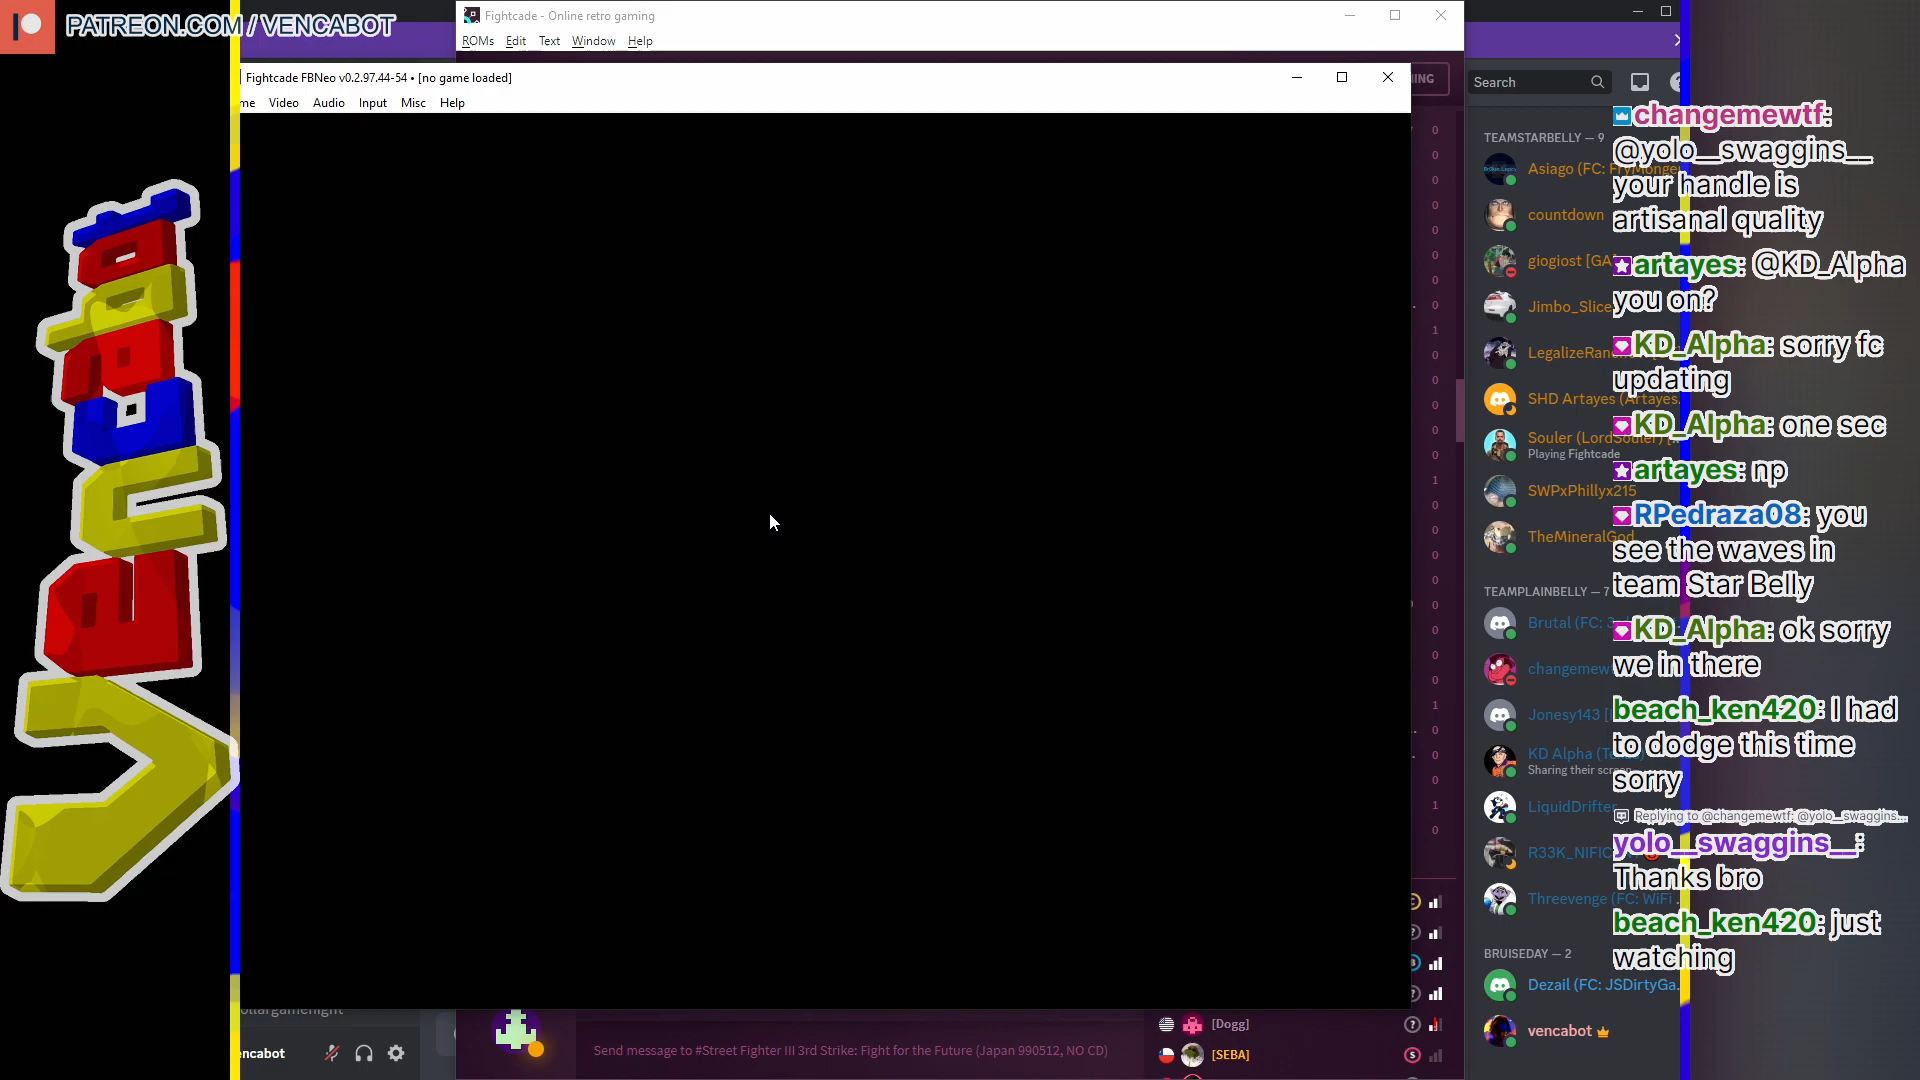 PATREON.COM / VENCABOT
Fightcade - Online retro gaming
ROMs Edit Text Window Help
Fightcade FBNeo v0.2.97.44-54 • [no game loaded]
me Video Audio Input Misc Help
ING
Search
vencabot
TEAMSTARBELLY — 9
Asiago (FC: FryMonge
countdown
giogiost [GA
Jimbo_Slice
LegalizeRan
SHD Artayes (Artayes.
Souler (LordSouler) [..
Playing Fightcade
SWPxPhillyx215
TheMineralGod
TEAMPLAINBELLY — 7
Brutal (FC: 3
changemew
Jonesy143 [
KD Alpha (T
Sharing their screen
LiquidDrifter
R33K_NIFIC
Threevenge (FC: WiFi .
BRUISEDAY — 2
Dezail (FC: JSDirtyGa.
vencabot
changemewtf:
@yolo__swaggins__
your handle is
artisanal quality
artayes: @KD_Alpha
you on?
KD_Alpha: sorry fc
updating
KD_Alpha: one sec
artayes: np
RPedraza08: you
see the waves in
team Star Belly
KD_Alpha: ok sorry
we in there
beach_ken420: I had
to dodge this time
sorry
Replying to @changemewtf: @yolo__swaggins...
yolo__swaggins__:
Thanks bro
beach_ken420: just
watching
ollargamenight
encabot
Send message to #Street Fighter III 3rd Strike: Fight for the Future (Japan 990512, NO CD)
[Dogg]
[SEBA]